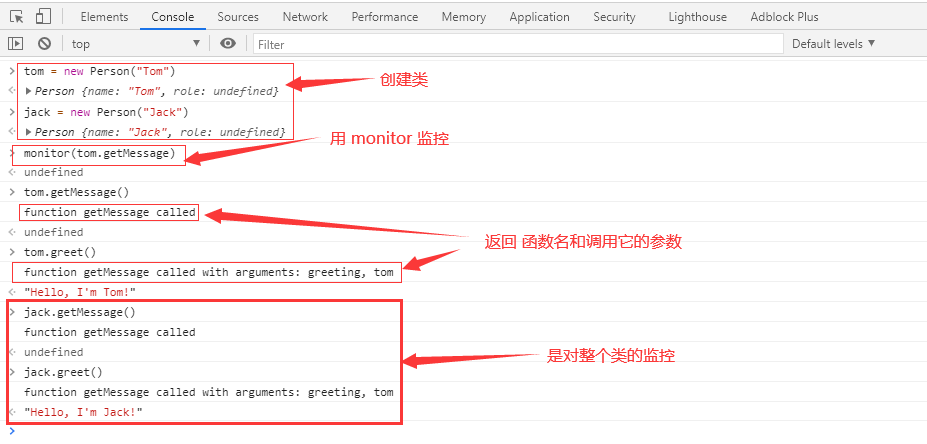 Elements Console Sources Network Performance Memory Application Security Lighthouse Adblock Plus
top Filter Default levels
tom = new Person("Tom")
Person {name: "Tom", role: undefined}
创建类
jack = new Person("Jack")
Person {name: "Jack", role: undefined}
用 monitor 监控
monitor(tom.getMessage)
undefined
tom.getMessage()
function getMessage called
undefined
返回 函数名和调用它的参数
tom.greet()
function getMessage called with arguments: greeting, tom
"Hello, I'm Tom!"
jack.getMessage()
function getMessage called
undefined
是对整个类的监控
jack.greet()
function getMessage called with arguments: greeting, tom
"Hello, I'm Jack!"